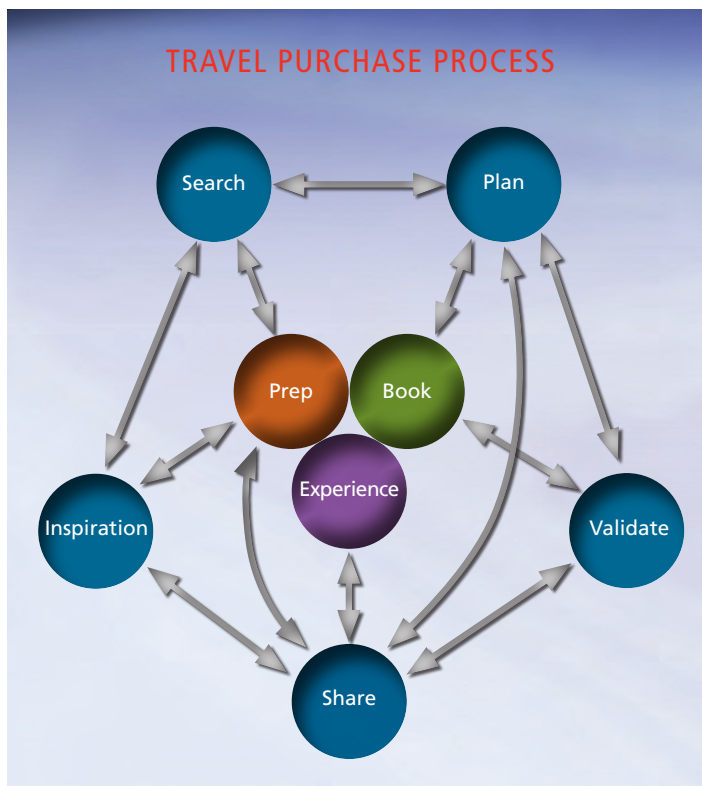 TRAVEL PURCHASE PROCESS
Search
Plan
Prep
Book
Experience
Inspiration
Validate
Share